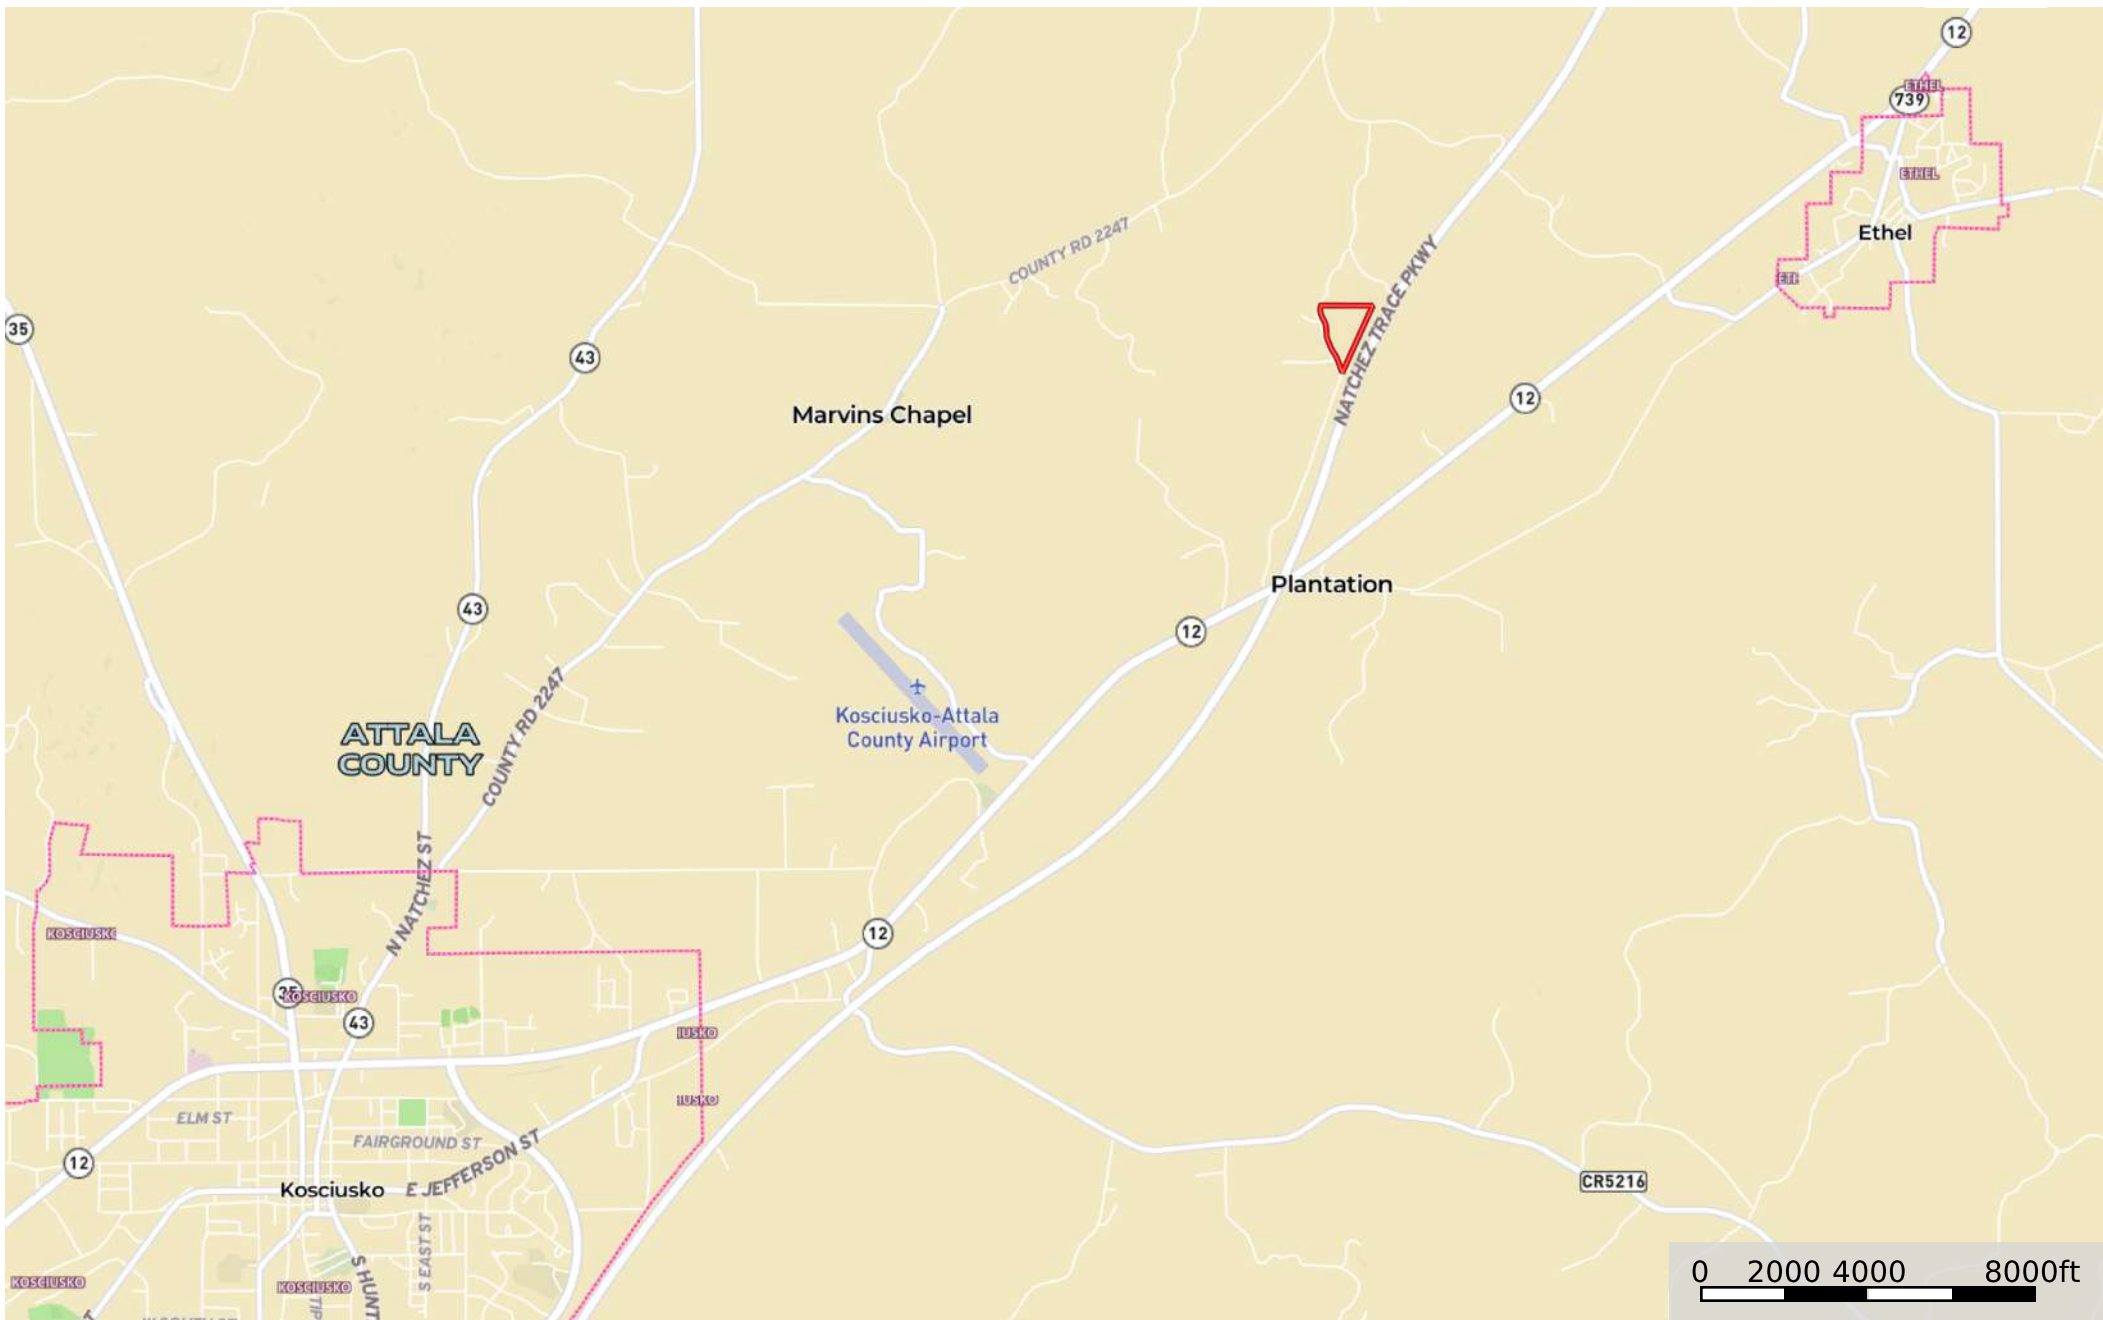 12
ETHEL
739
ETHEL
COUNTY RD 2247
Ethel
NATCHEZ TRACE PKWY
35
43
12
Marvins Chapel
Plantation
43
12
Kosciusko-Attala
County Airport
ATTALA
COUNTY
COUNTY RD 2247
N NATCHEZ ST
KOSCIUSKO
12
35
KOSCIUSKO
43
IUSKO
IUSKO
ELM ST
FAIRGROUND ST
E JEFFERSON ST
12
Kosciusko
CR5216
S EAST ST
S HUNT
KOSCIUSKO
KOSCIUSKO
TIP
0 2000 4000 8000ft